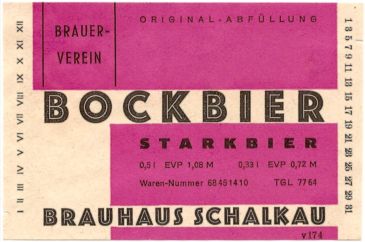 BRAUER-
VEREIN
ORIGINAL-ABFÜLLUNG
BOCKBIER
STARKBIER
0,5 l EVP 1,08 M 0,33 l EVP 0,72 M
Waren-Nummer 68451410 TGL 7764
BRAUHAUS SCHALKAU
v 174
I II III IV V VI VII VIII IX X XI XII
1 3 5 7 9 11 13 15 17 19 21 23 25 27 29 31